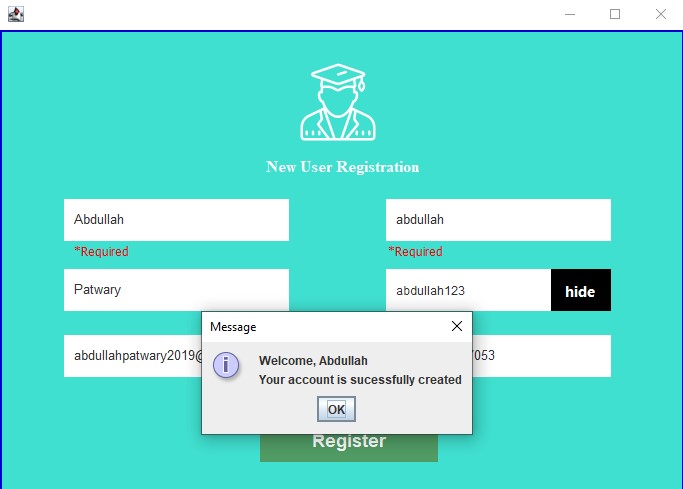 New User Registration
Abdullah
abdullah
*Required
*Required
Patwary
abdullah123
hide
abdullahpatwary2019@
053
Message
Welcome, Abdullah
Your account is sucessfully created
OK
Register